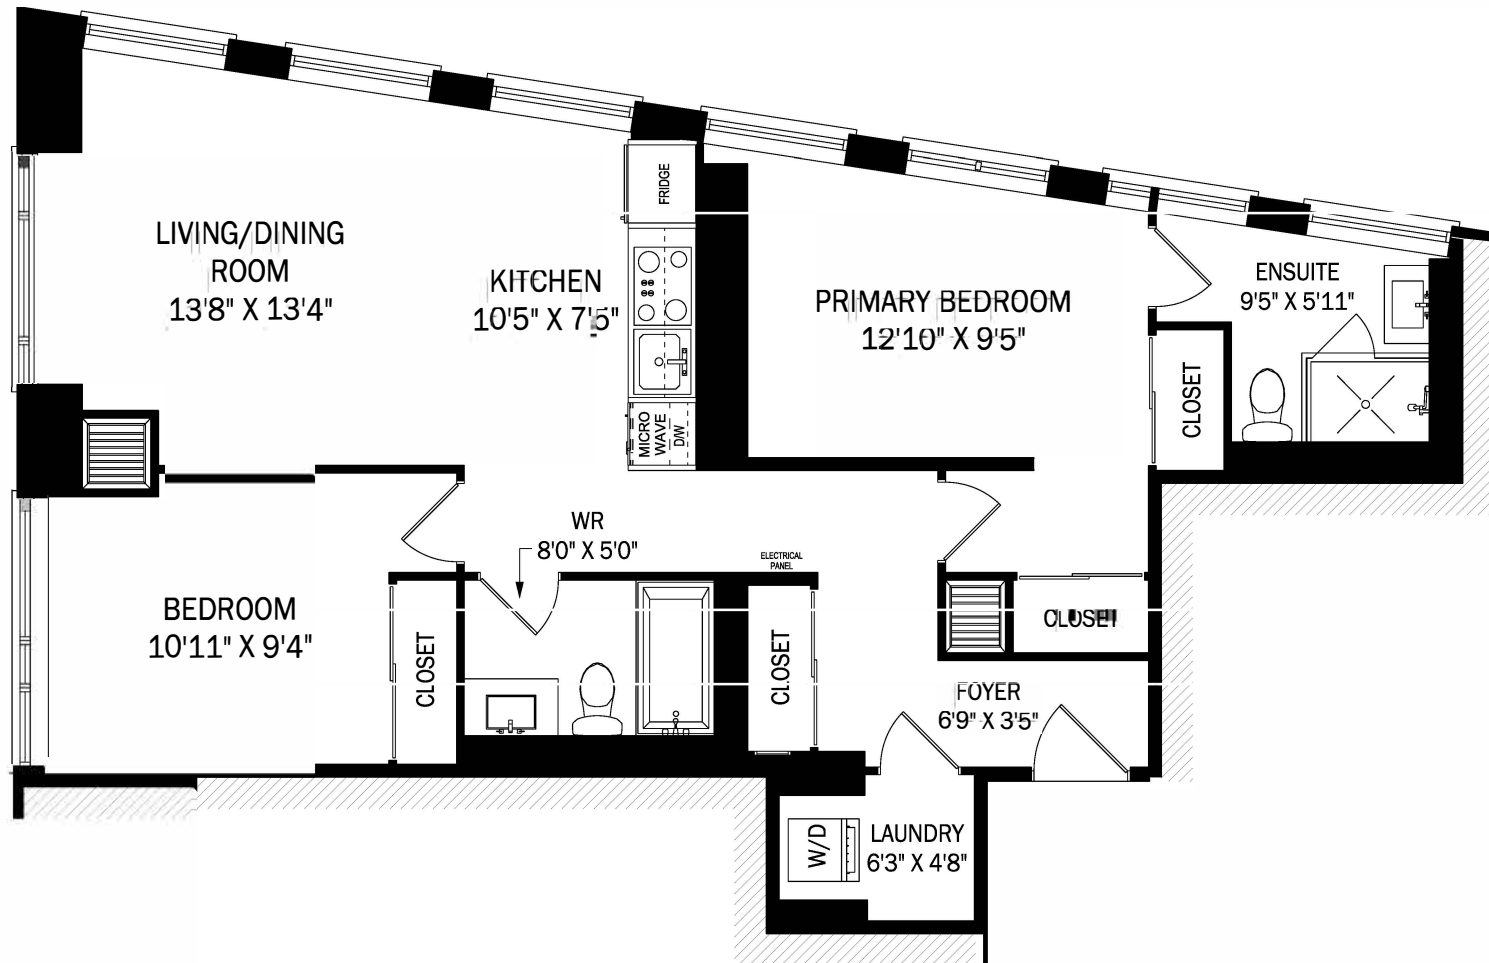 LIVING/DINING
ROOM
13'8" X 13'4"
KITCHEN
10'5" X 7'5"
FRIDGE
MICRO
WAVE
D/W
PRIMARY BEDROOM
12'10" X 9'5"
ENSUITE
9'5" X 5'11"
CLOSET
WR
8'0" X 5'0"
ELECTRICAL
PANEL
BEDROOM
10'11" X 9'4"
CLOSET
CLOSET
CLOSET
FOYER
6'9" X 3'5"
W/D
LAUNDRY
6'3" X 4'8"